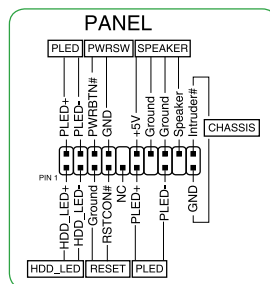 PANEL
PLED PWRSW SPEAKER
PLED+
PLED-
PWRBTN#
GND
+5V
Ground
Ground
Speaker
Intruder#
CHASSIS
PIN 1
HDD_LED+
HDD_LED-
Ground
RSTCON#
NC
PLED+
PLED-
GND
HDD_LED RESET PLED